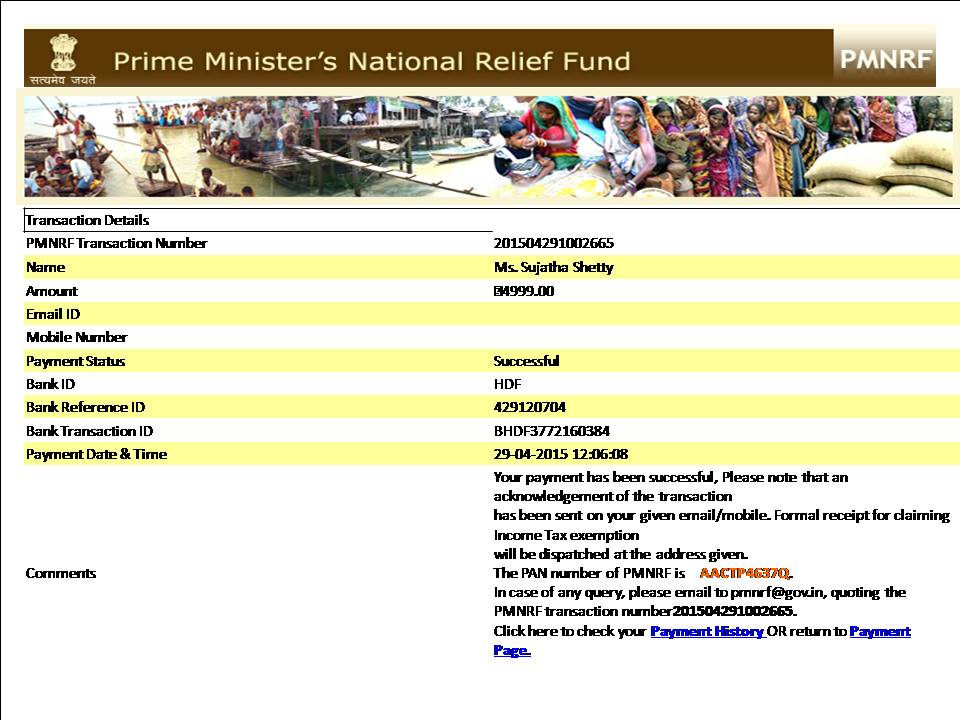 सत्यमेव जयते
Prime Minister's National Relief Fund
PMNRF
Transaction Details
PMNRF Transaction Number 201504291002665
Name Ms. Sujatha Shetty
Amount 4999.00
Email ID
Mobile Number
Payment Status Successful
Bank ID HDF
Bank Reference ID 429120704
Bank Transaction ID BHDF3772160384
Payment Date & Time 29-04-2015 12:06:08
Comments
Your payment has been successful, Please note that an
acknowledgement of the transaction
has been sent on your given email/mobile. Formal receipt for claiming
Income Tax exemption
will be dispatched at the address given.
The PAN number of PMNRF is AACTP4637Q.
In case of any query, please email to pmnrf@gov.in, quoting the
PMNRF transaction number201504291002665.
Click here to check your Payment History OR return to Payment
Page.